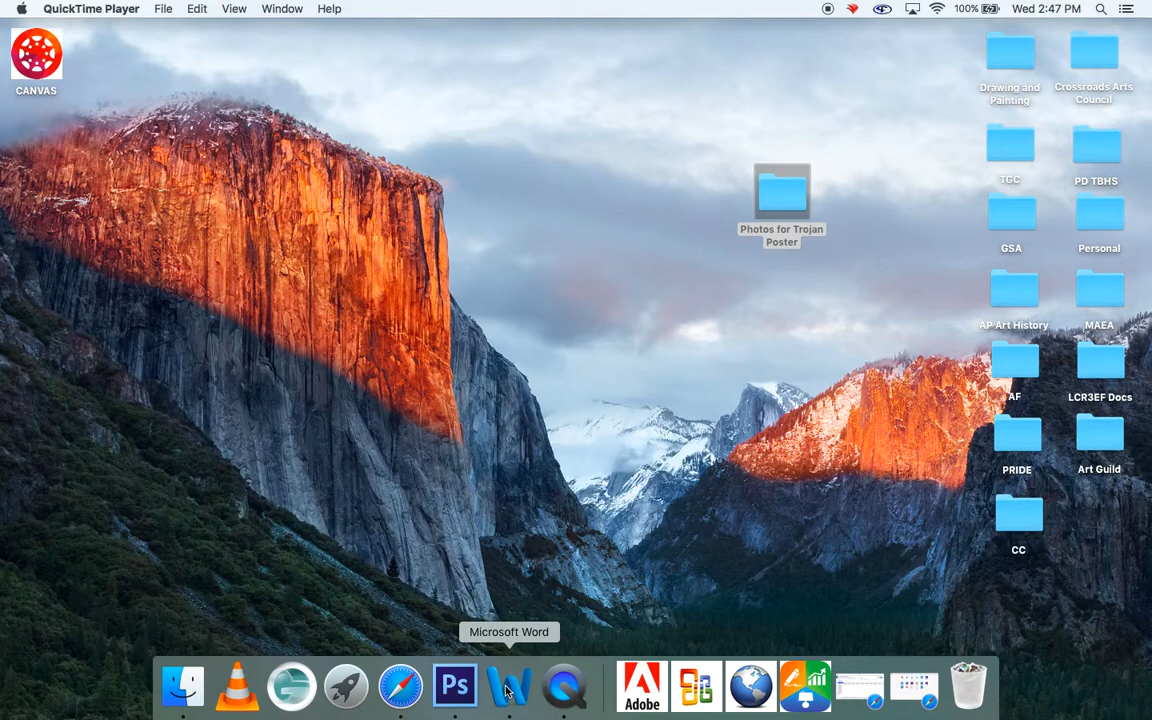 QuickTime Player File Edit View Window Help
100% Wed 2:47 PM
CANVAS
Drawing and
Painting
Crossroads Arts
Council
TGC
PD TBHS
Photos for Trojan
Poster
GSA
Personal
AP Art History
MAEA
AF
LCR3EF Docs
PRIDE
Art Guild
CC
Microsoft Word
Ps
W
Adobe